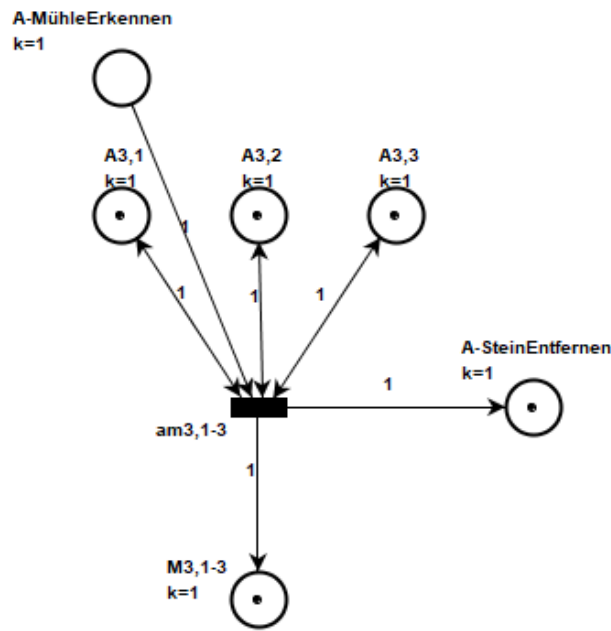 A-MühleErkennen
k=1
A3,1
k=1
A3,2
k=1
A3,3
k=1
1
1
1
1
A-SteinEntfernen
k=1
1
am3,1-3
1
M3,1-3
k=1